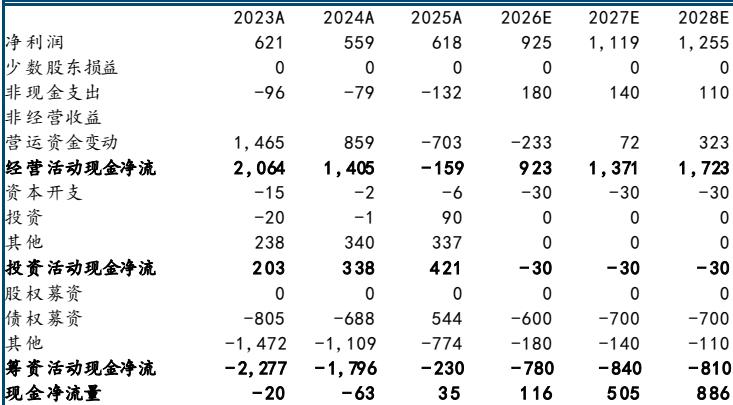 2023A 2024A 2025A 2026E 2027E 2028E
净利润 621 559 618 925 1,119 1,255
少数股东损益 0 0 0 0 0 0
非现金支出 -96 -79 -132 180 140 110
非经营收益
营运资金变动 1,465 859 -703 -233 72 323
经营活动现金净流 2,064 1,405 -159 923 1,371 1,723
资本开支 -15 -2 -6 -30 -30 -30
投资 -20 -1 90 0 0 0
其他 238 340 337 0 0 0
投资活动现金净流 203 338 421 -30 -30 -30
股权募资 0 0 0 0 0 0
债权募资 -805 -688 544 -600 -700 -700
其他 -1,472 -1,109 -774 -180 -140 -110
筹资活动现金净流 -2,277 -1,796 -230 -780 -840 -810
现金净流量 -20 -63 35 116 505 886